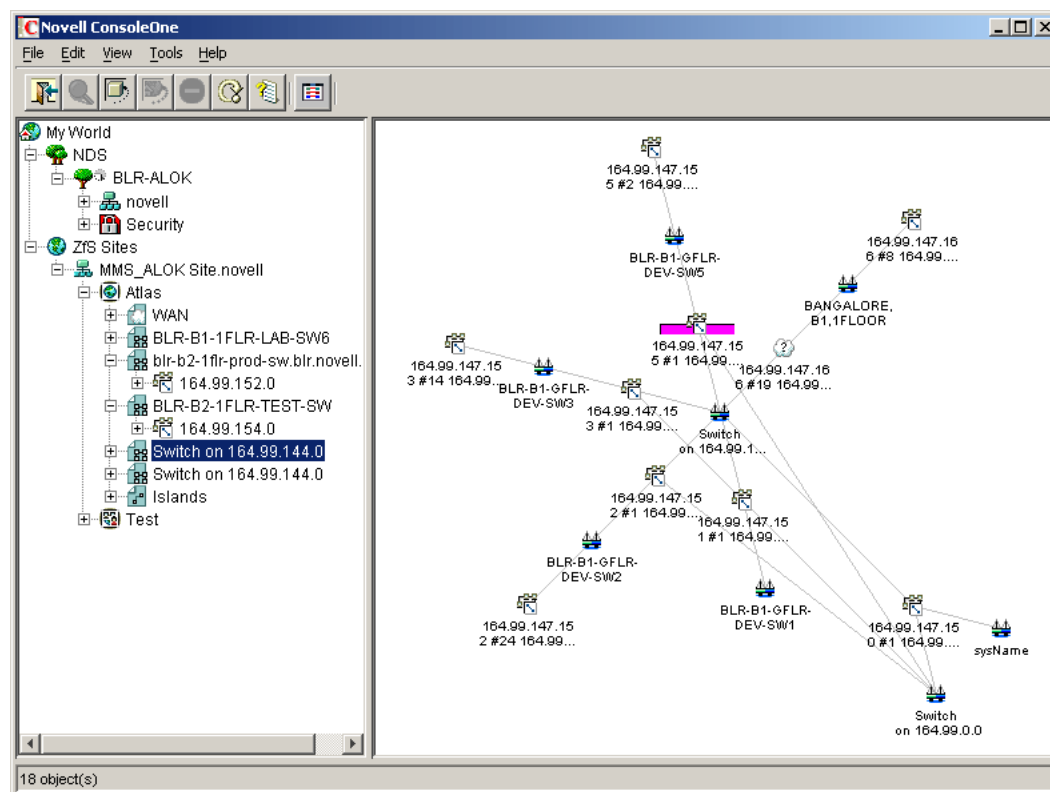 Novell ConsoleOne
File Edit View Tools Help
My World
NDS
BLR-ALOK
novell
Security
ZfS Sites
MMS_ALOK Site.novell
Atlas
WAN
BLR-B1-1FLR-LAB-SW6
blr-b2-1flr-prod-sw.blr.novell.
164.99.152.0
BLR-B2-1FLR-TEST-SW
164.99.154.0
Switch on 164.99.144.0
Switch on 164.99.144.0
Islands
Test
164.99.147.15
5 #2 164.99....
BLR-B1-GFLR-
DEV-SW5
164.99.147.16
6 #8 164.99....
BANGALORE,
B1,1FLOOR
164.99.147.15
5 #1 164.99....
164.99.147.16
6 #19 164.99....
164.99.147.15
3 #14 164.99...
BLR-B1-GFLR-
DEV-SW3
164.99.147.15
3 #1 164.99....
Switch
on 164.99.1...
164.99.147.15
2 #1 164.99....
164.99.147.15
1 #1 164.99....
BLR-B1-GFLR-
DEV-SW2
BLR-B1-GFLR-
DEV-SW1
164.99.147.15
2 #24 164.99...
164.99.147.15
0 #1 164.99....
sysName
Switch
on 164.99.0.0
18 object(s)